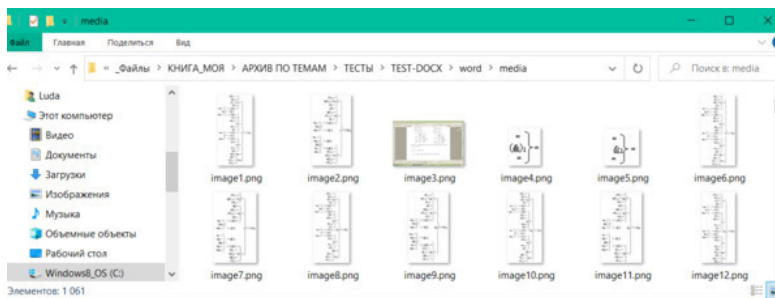 media
Файл Главная Поделиться Вид
« _Файлы > КНИГА_МОЯ > АРХИВ ПО ТЕМАМ > ТЕСТЫ > TEST-DOCX > word > media
Поиск в: media
Luda
Этот компьютер
Видео
Документы
Загрузки
Изображения
Музыка
Объемные объекты
Рабочий стол
Windows8_OS (C:)
image1.png image2.png image3.png image4.png image5.png image6.png
image7.png image8.png image9.png image10.png image11.png image12.png
Элементов: 1 061